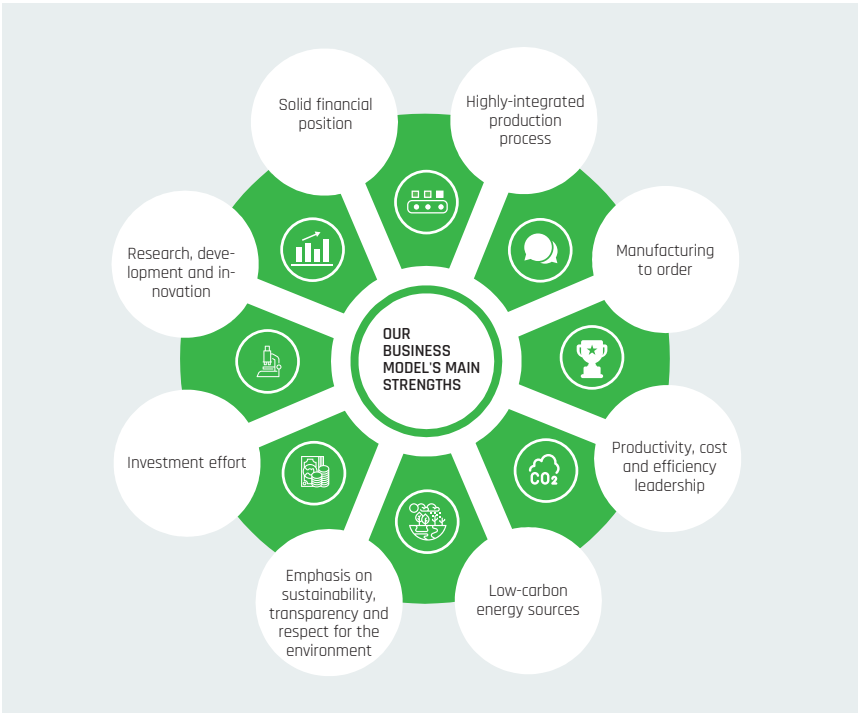 Solid financial
position
Highly-integrated
production
process
Research, deve-
lopment and in-
novation
Manufacturing
to order
OUR
BUSINESS
MODEL'S MAIN
STRENGTHS
Investment effort
Productivity, cost
and efficiency
leadership
CO₂
Emphasis on
sustainability,
transparency and
respect for the
environment
Low-carbon
energy sources